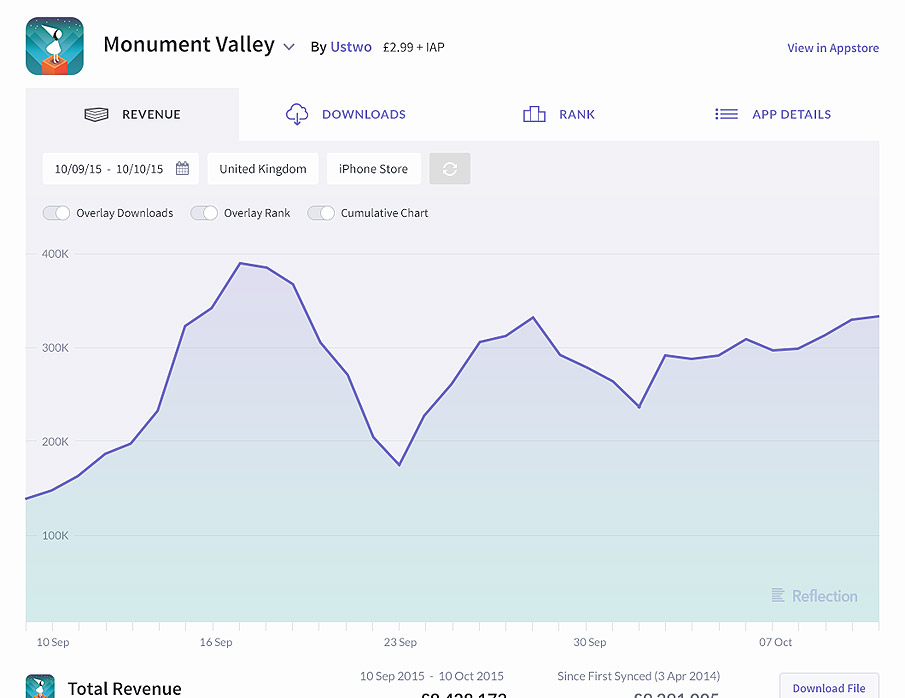 Monument Valley By Ustwo £2.99 + IAP View in Appstore
REVENUE DOWNLOADS RANK APP DETAILS
10/09/15 - 10/10/15 United Kingdom iPhone Store
Overlay Downloads Overlay Rank Cumulative Chart
400K
300K
200K
100K
Reflection
10 Sep 16 Sep 23 Sep 30 Sep 07 Oct
10 Sep 2015 - 10 Oct 2015 Since First Synced (3 Apr 2014)
Total Revenue Download File